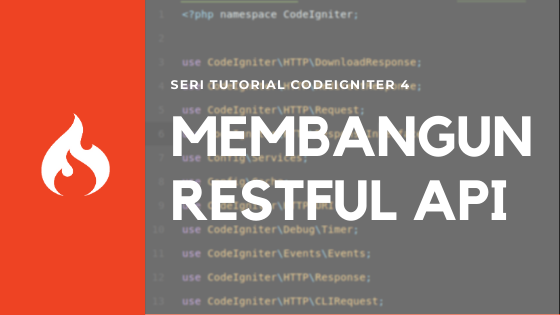 1 <?php namespace CodeIgniter;
3 use CodeIgniter\HTTP\DownloadResponse;
SERI TUTORIAL CODEIGNITER 4
5 use CodeIgniter\HTTP\Request;
MEMBANGUN
7 use Config\Services;
RESTFUL API
10 use CodeIgniter\Debug\Timer;
11 use CodeIgniter\Events\Events;
12 use CodeIgniter\HTTP\Response;
13 use CodeIgniter\HTTP\CLIRequest;